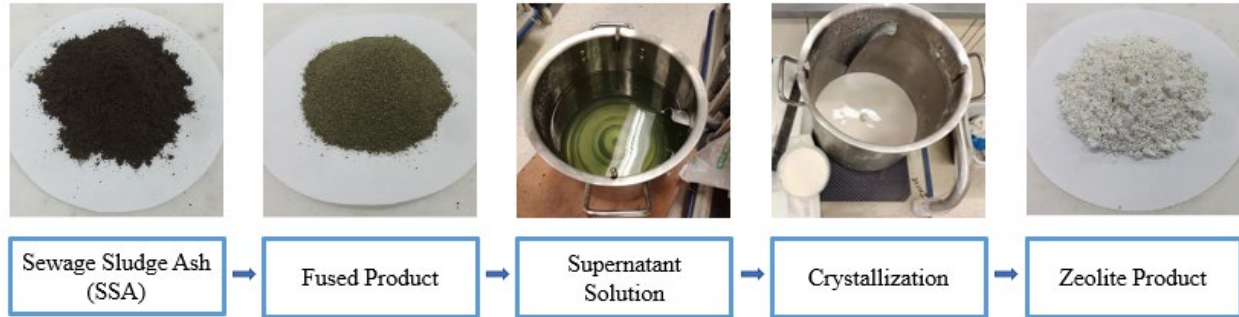 Sewage Sludge Ash
(SSA)
Fused Product
Supernatant
Solution
Crystallization
Zeolite Product